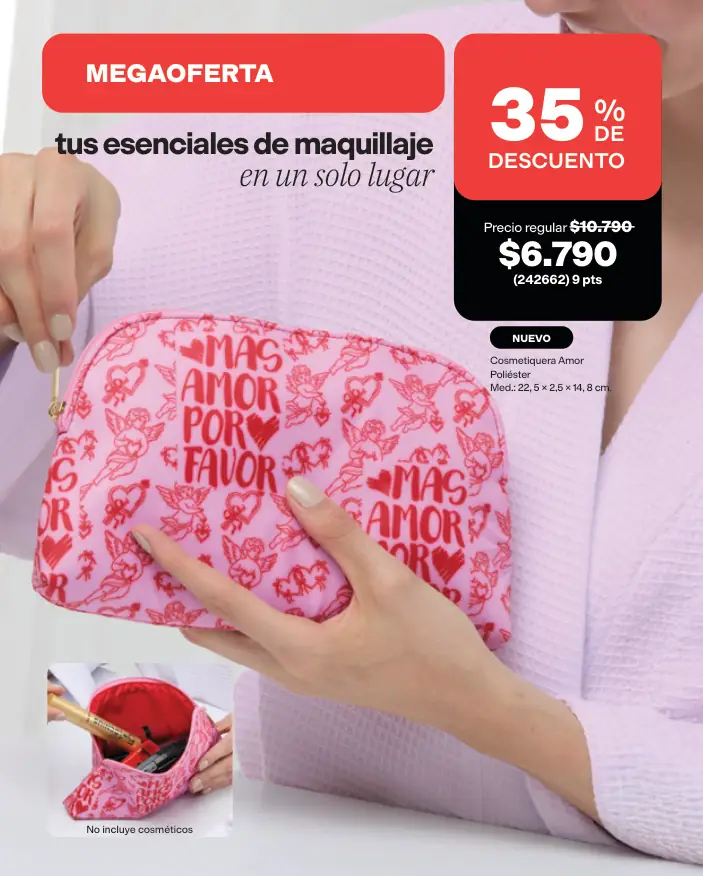 MEGAOFERTA
tus esenciales de maquillaje
en un solo lugar
35 %
DE
DESCUENTO
Precio regular $10.790
$6.790
(242662) 9 pts
NUEVO
Cosmetiquera Amor
Poliéster
Med.: 22, 5 × 2,5 × 14, 8 cm.
MAS
AMOR
POR
FAVOR
MAS
AMOR
POR
No incluye cosméticos